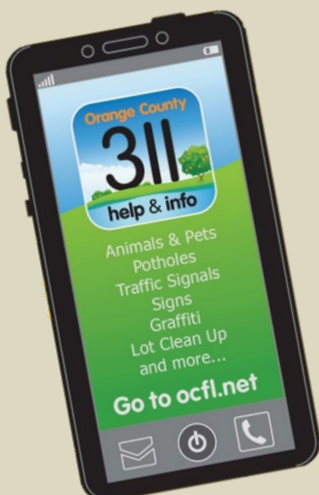 Orange County
311
help & info
Animals & Pets
Potholes
Traffic Signals
Signs
Graffiti
Lot Clean Up
and more...
Go to ocfl.net